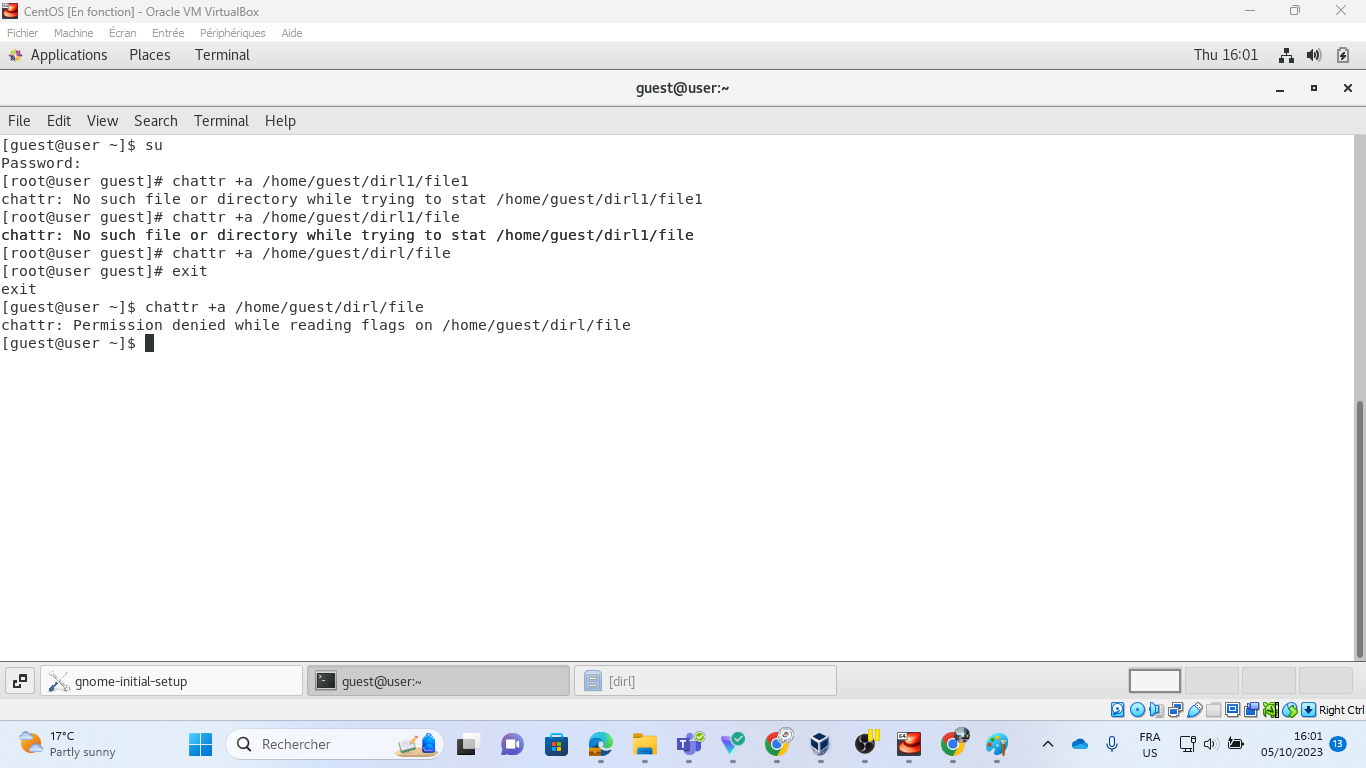 CentOS [En fonction] - Oracle VM VirtualBox
Fichier Machine Écran Entrée Périphériques Aide
Applications Places Terminal Thu 16:01
guest@user:~
File Edit View Search Terminal Help
[guest@user ~]$ su
Password:
[root@user guest]# chattr +a /home/guest/dirl1/file1
chattr: No such file or directory while trying to stat /home/guest/dirl1/file1
[root@user guest]# chattr +a /home/guest/dirl1/file
chattr: No such file or directory while trying to stat /home/guest/dirl1/file
[root@user guest]# chattr +a /home/guest/dirl/file
[root@user guest]# exit
exit
[guest@user ~]$ chattr +a /home/guest/dirl/file
chattr: Permission denied while reading flags on /home/guest/dirl/file
[guest@user ~]$
gnome-initial-setup guest@user:~ [dirl]
Right Ctrl
17°C
Partly sunny
Rechercher
FRA
US
16:01
05/10/2023
13